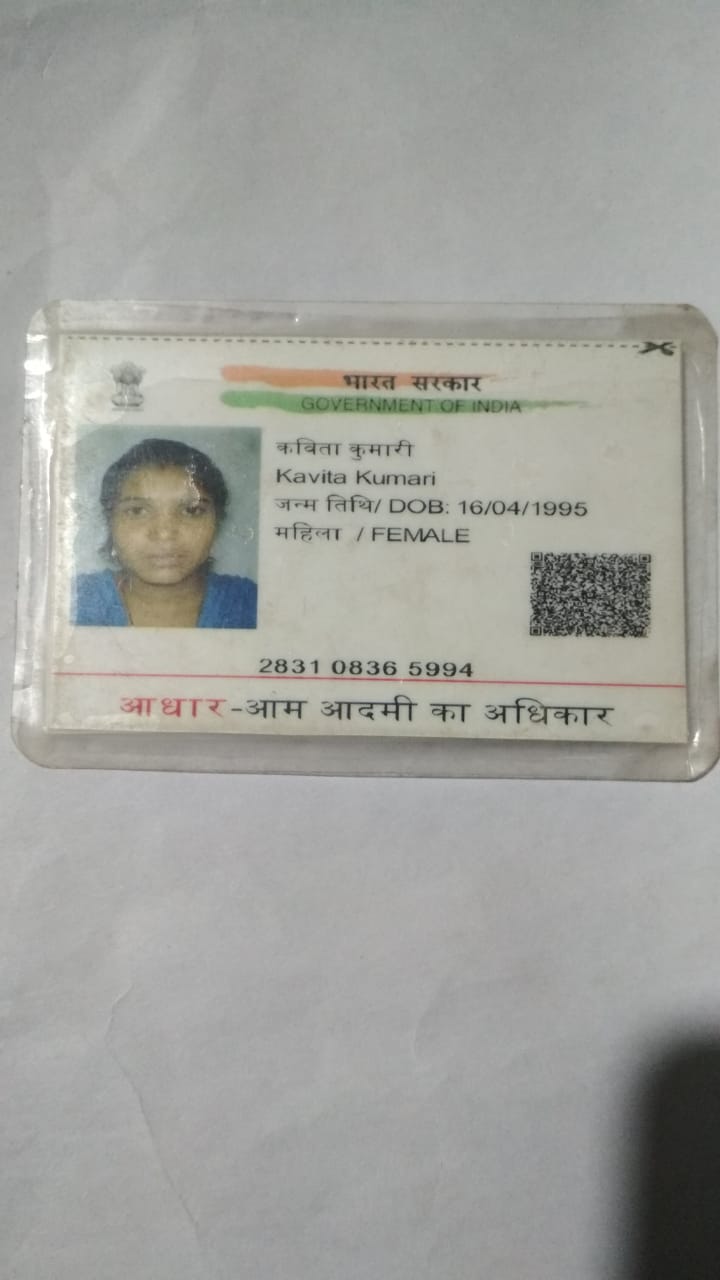 भारत सरकार
GOVERNMENT OF INDIA
कविता कुमारी
Kavita Kumari
जन्म तिथि/ DOB: 16/04/1995
महिला / FEMALE
2831 0836 5994
आधार-आम आदमी का अधिकार